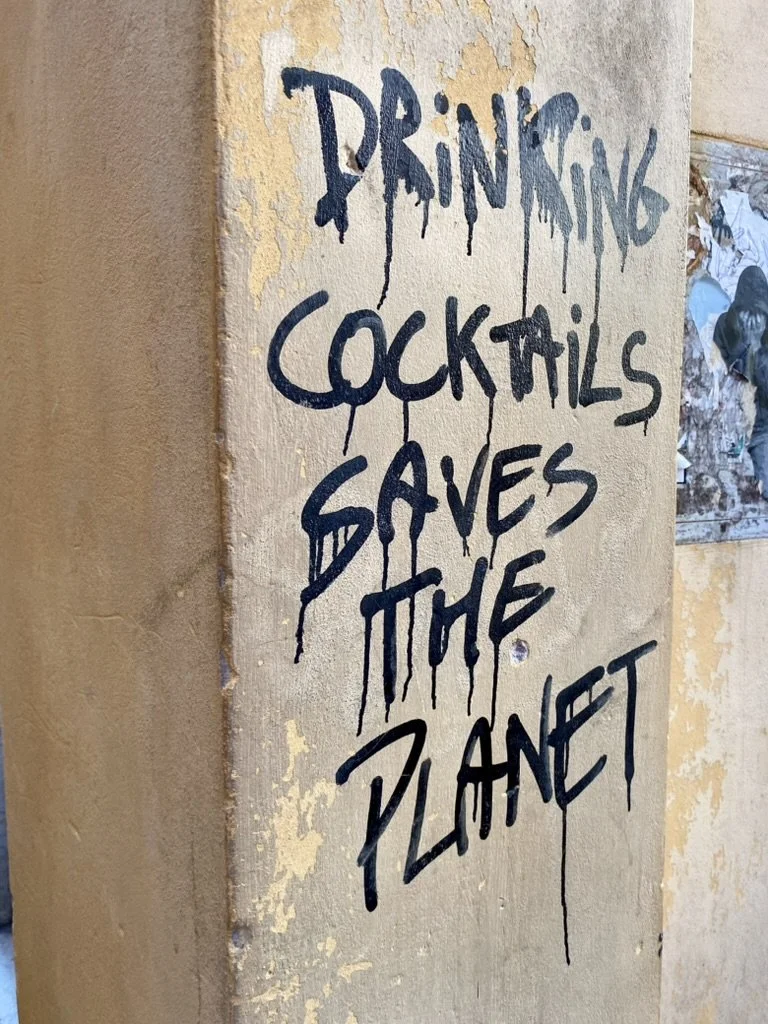 DRiNKiNG
COCKTAiLS
SAVES
THE
PLANET